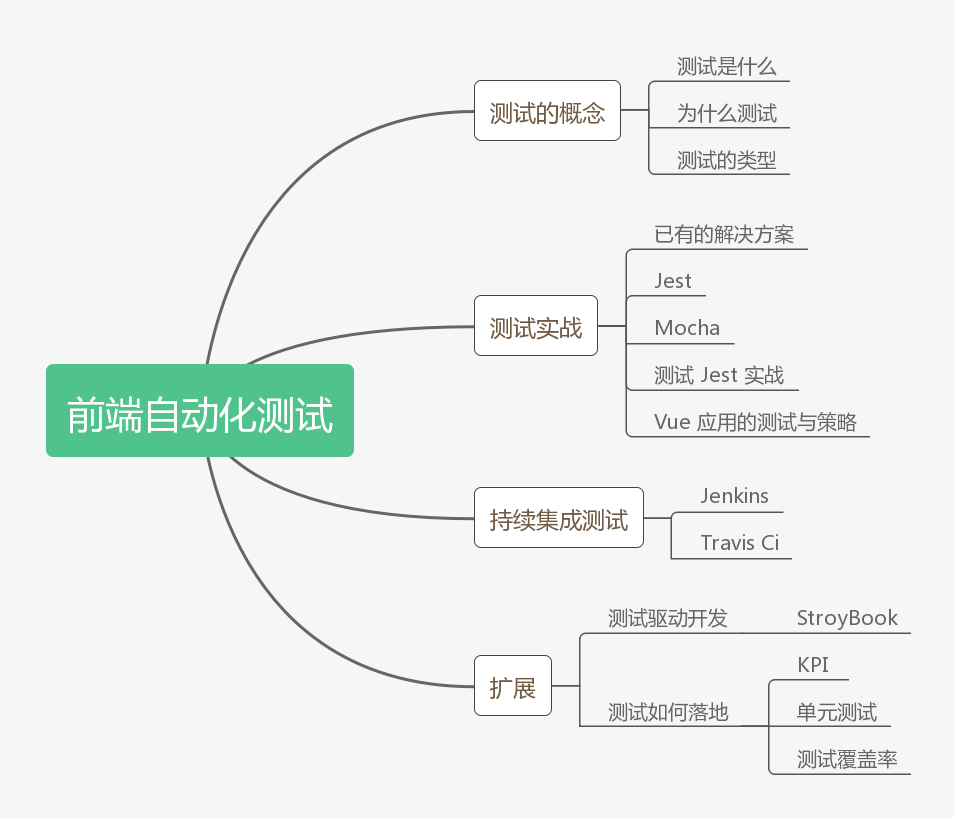 前端自动化测试
测试的概念
测试是什么
为什么测试
测试的类型
测试实战
已有的解决方案
Jest
Mocha
测试 Jest 实战
Vue 应用的测试与策略
持续集成测试
Jenkins
Travis Ci
扩展
测试驱动开发
StroyBook
测试如何落地
KPI
单元测试
测试覆盖率